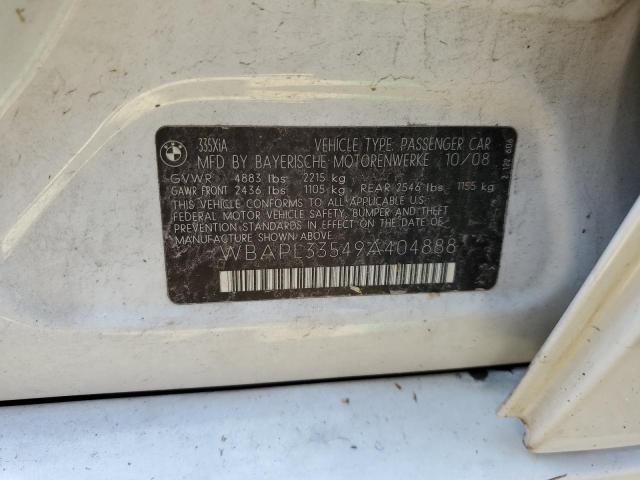 335XiA VEHICLE TYPE PASSENGER CAR
MFD BY BAYERISCHE MOTORENWERKE 10/08
GVWR 4883 lbs 2215 kg
GAWR FRONT 2436 lbs 1105 kg REAR 2546 lbs 1155 kg
THIS VEHICLE CONFORMS TO ALL APPLICABLE U.S.
FEDERAL MOTOR VEHICLE SAFETY, BUMPER AND THEFT
PREVENTION STANDARDS IN EFFECT ON THE DATE OF
MANUFACTURE SHOWN ABOVE.
WBAPL33549A404888